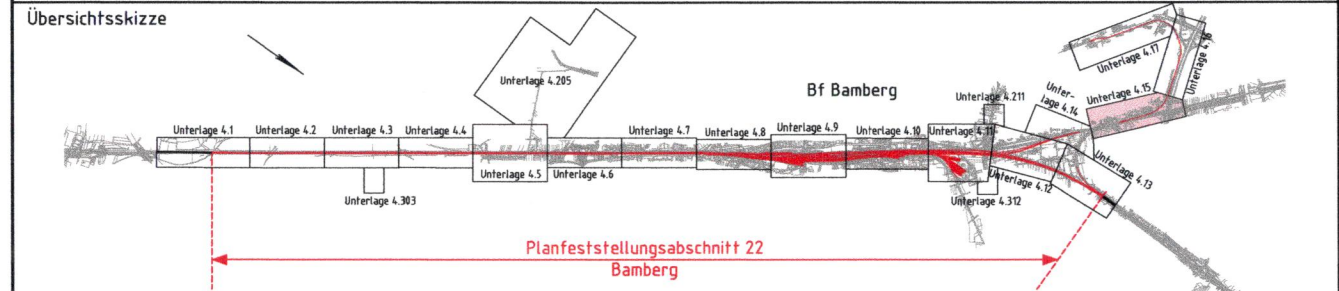 Übersichtsskizze
Unterlage 4.17
Unterlage 4.16
Unterlage 4.205
Bf Bamberg
Unterlage 4.211
Unter-
lage 4.14
Unterlage 4.15
Unterlage 4.1
Unterlage 4.2
Unterlage 4.3
Unterlage 4.4
Unterlage 4.7
Unterlage 4.8
Unterlage 4.9
Unterlage 4.10
Unterlage 4.11
Unterlage 4.5
Unterlage 4.6
Unterlage 4.12
Unterlage 4.13
Unterlage 4.303
Unterlage 4.312
Planfeststellungsabschnitt 22
Bamberg